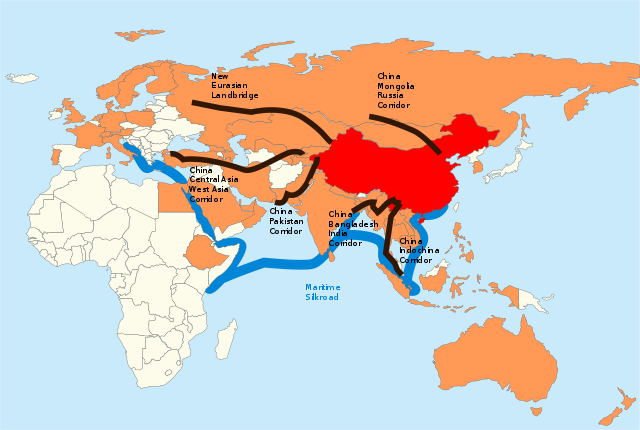 New
Eurasian
Landbridge
China
Mongolia
Russia
Corridor
China
Central Asia
West Asia
Corridor
China
Pakistan
Corridor
China
Bangladesh
India
Corridor
China
Indochina
Corridor
Maritime
Silkroad